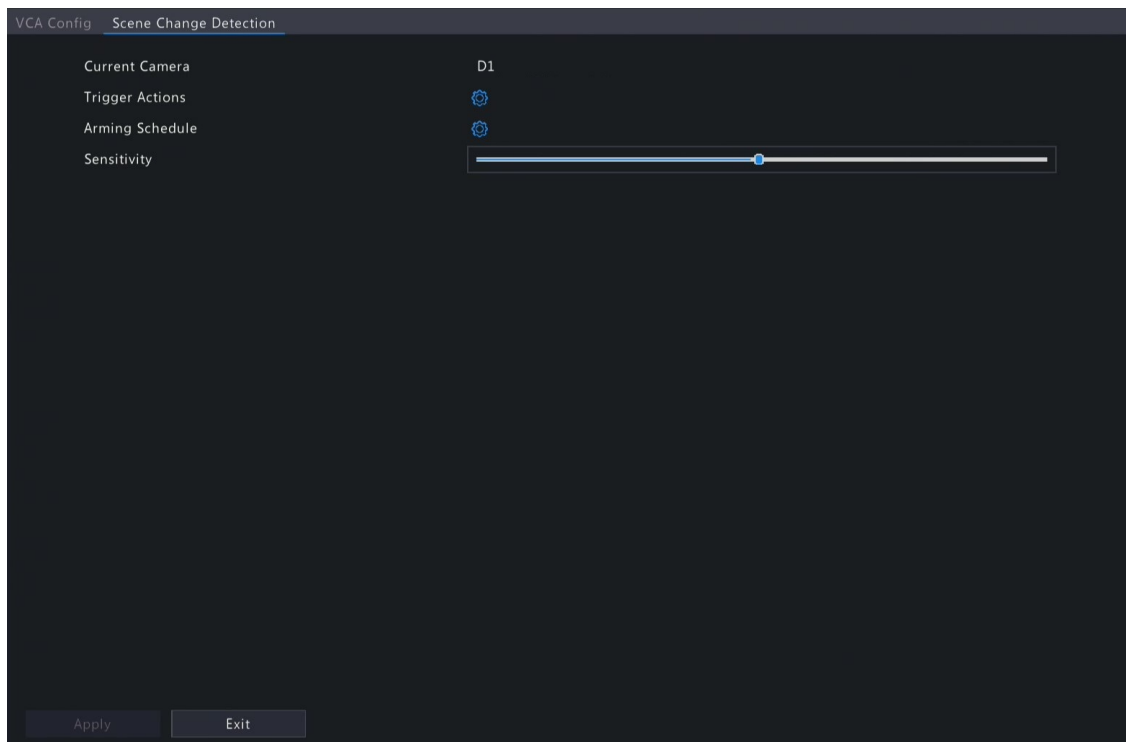 VCA Config Scene Change Detection
Current Camera D1
Trigger Actions
Arming Schedule
Sensitivity
Apply Exit